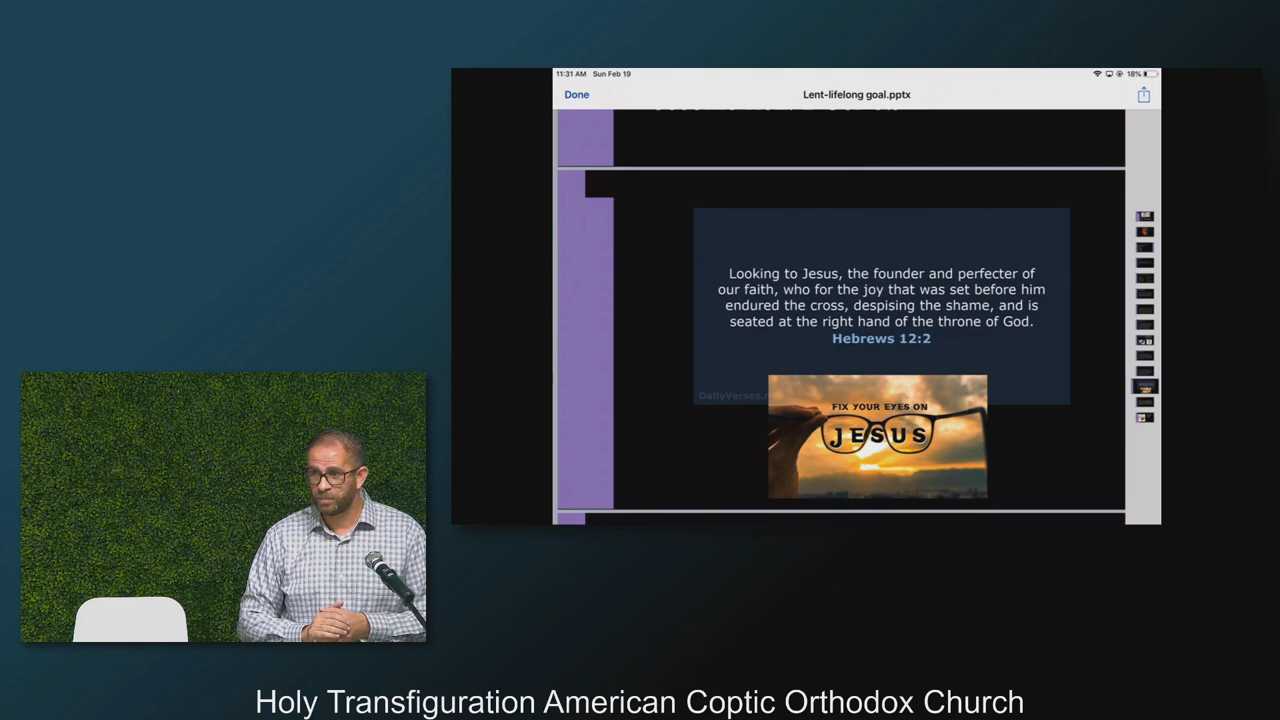 11:31 AM Sun Feb 19
18%
Done
Lent-lifelong goal.pptx
Looking to Jesus, the founder and perfecter of
our faith, who for the joy that was set before him
endured the cross, despising the shame, and is
seated at the right hand of the throne of God.
Hebrews 12:2
DailyVerses.
FIX YOUR EYES ON
JESUS
Holy Transfiguration American Coptic Orthodox Church